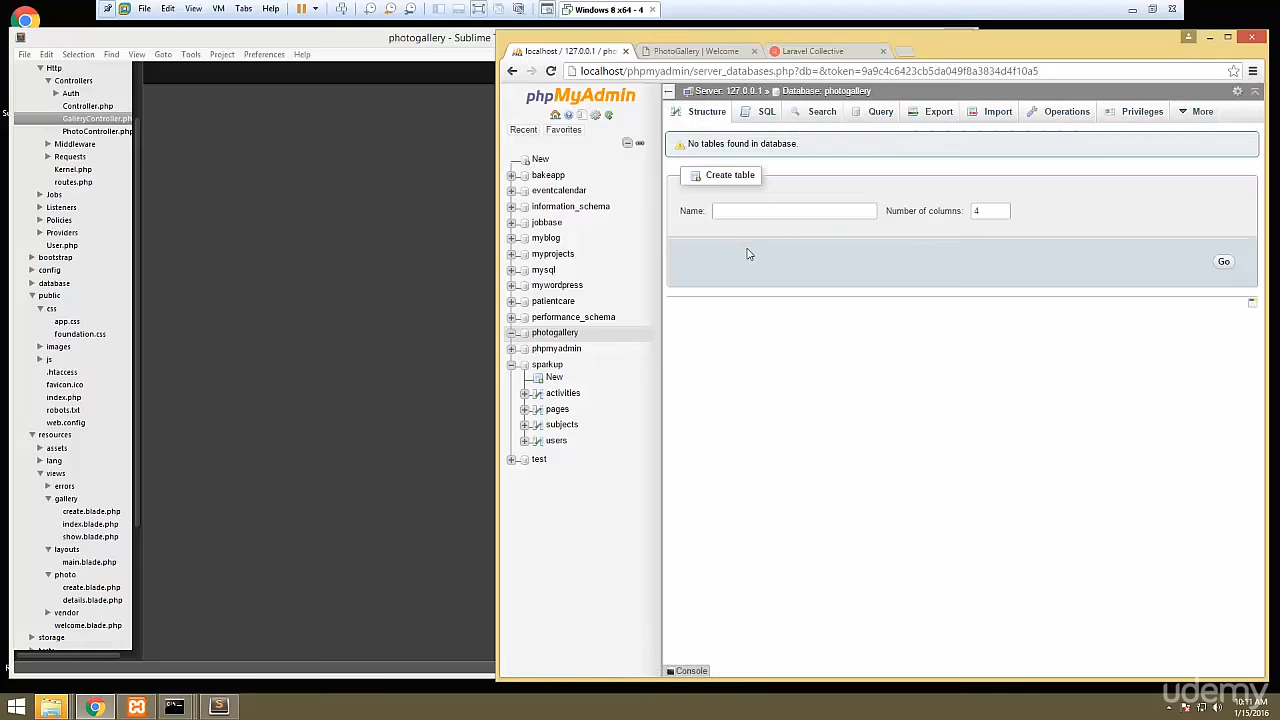 File Edit View VM Tabs Help Windows 8 x64 - 4
photogallery - Sublime
File Edit Selection Find View Goto Tools Project Preferences Help
Http
Controllers
Auth
Controller.php
GalleryController.ph
PhotoController.php
Middleware
Requests
Kernel.php
routes.php
Jobs
Listeners
Policies
Providers
User.php
bootstrap
config
database
public
css
app.css
foundation.css
images
js
.htaccess
favicon.ico
index.php
robots.txt
web.config
resources
assets
lang
views
errors
gallery
create.blade.php
index.blade.php
show.blade.php
layouts
main.blade.php
photo
create.blade.php
details.blade.php
vendor
welcome.blade.php
storage
localhost / 127.0.0.1 / pho
PhotoGallery | Welcome
Laravel Collective
localhost/phpmyadmin/server_databases.php?db=&token=9a9c4c6423cb5da049f8a3834d4f10a5
phpMyAdmin
Recent Favorites
New
bakeapp
eventcalendar
information_schema
jobbase
myblog
myprojects
mysql
mywordpress
patientcare
performance_schema
photogallery
phpmyadmin
sparkup
New
activities
pages
subjects
users
test
Server: 127.0.0.1 » Database: photogallery
Structure SQL Search Query Export Import Operations Privileges More
No tables found in database.
Create table
Name: Number of columns: 4
Go
Console
udemy
10:11 AM
1/15/2016